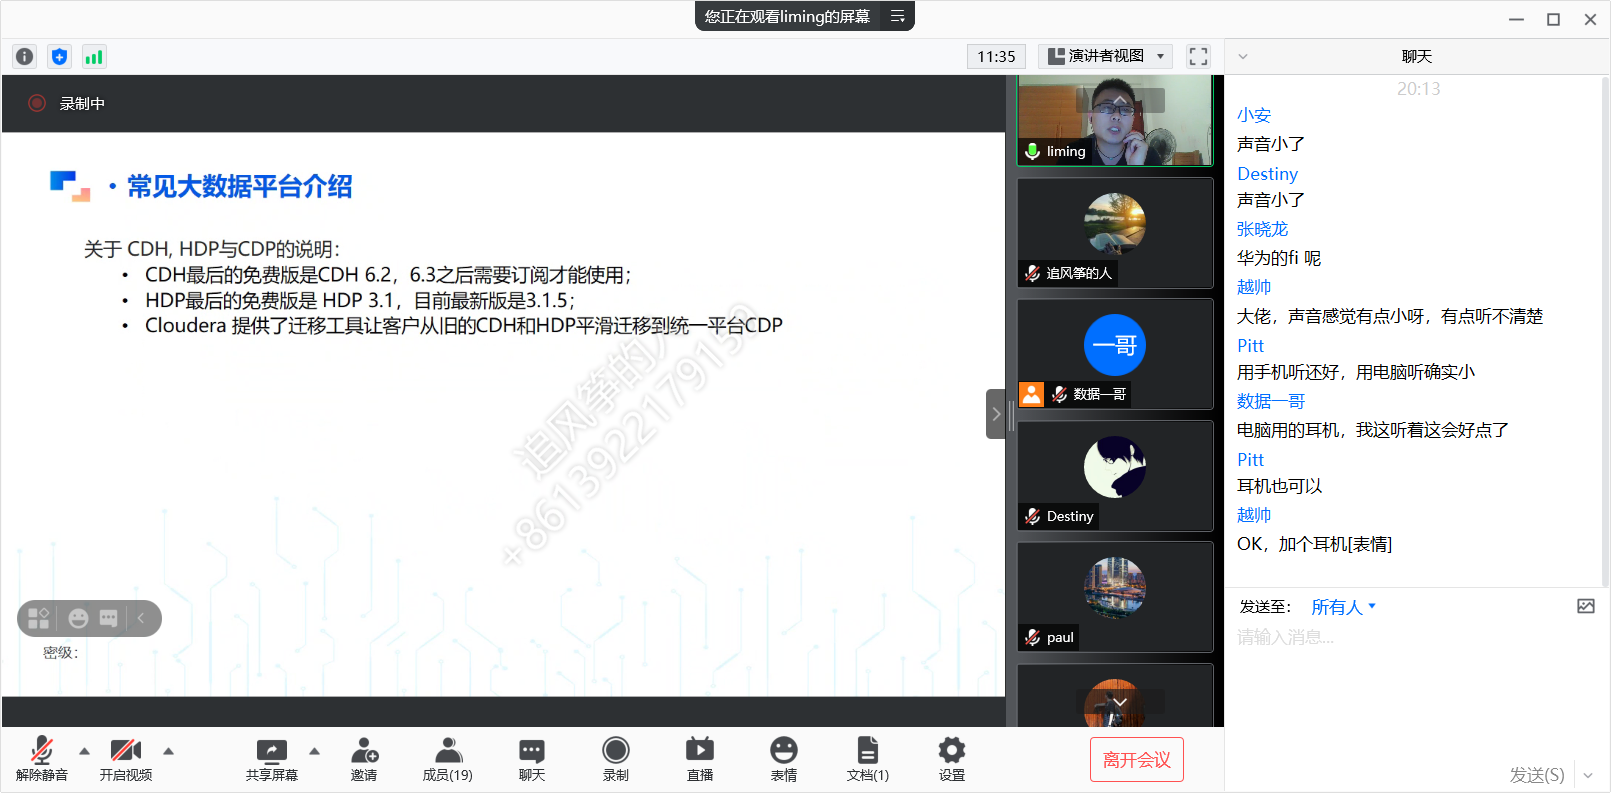 您正在观看liming的屏幕
11:35
演讲者视图
聊天
录制中
常见大数据平台介绍
关于 CDH, HDP与CDP的说明：
• CDH最后的免费版是CDH 6.2，6.3之后需要订阅才能使用；
• HDP最后的免费版是 HDP 3.1，目前最新版是3.1.5；
• Cloudera 提供了迁移工具让客户从旧的CDH和HDP平滑迁移到统一平台CDP
追风筝的人
+8613922179159
密级：
liming
追风筝的人
一哥
数据一哥
Destiny
paul
20:13
小安
声音小了
Destiny
声音小了
张晓龙
华为的fi 呢
越帅
大佬，声音感觉有点小呀，有点听不清楚
Pitt
用手机听还好，用电脑听确实小
数据一哥
电脑用的耳机，我这听着这会好点了
Pitt
耳机也可以
越帅
OK，加个耳机[表情]
发送至： 所有人
请输入消息...
发送(S)
解除静音
开启视频
共享屏幕
邀请
成员(19)
聊天
录制
直播
表情
文档(1)
设置
离开会议